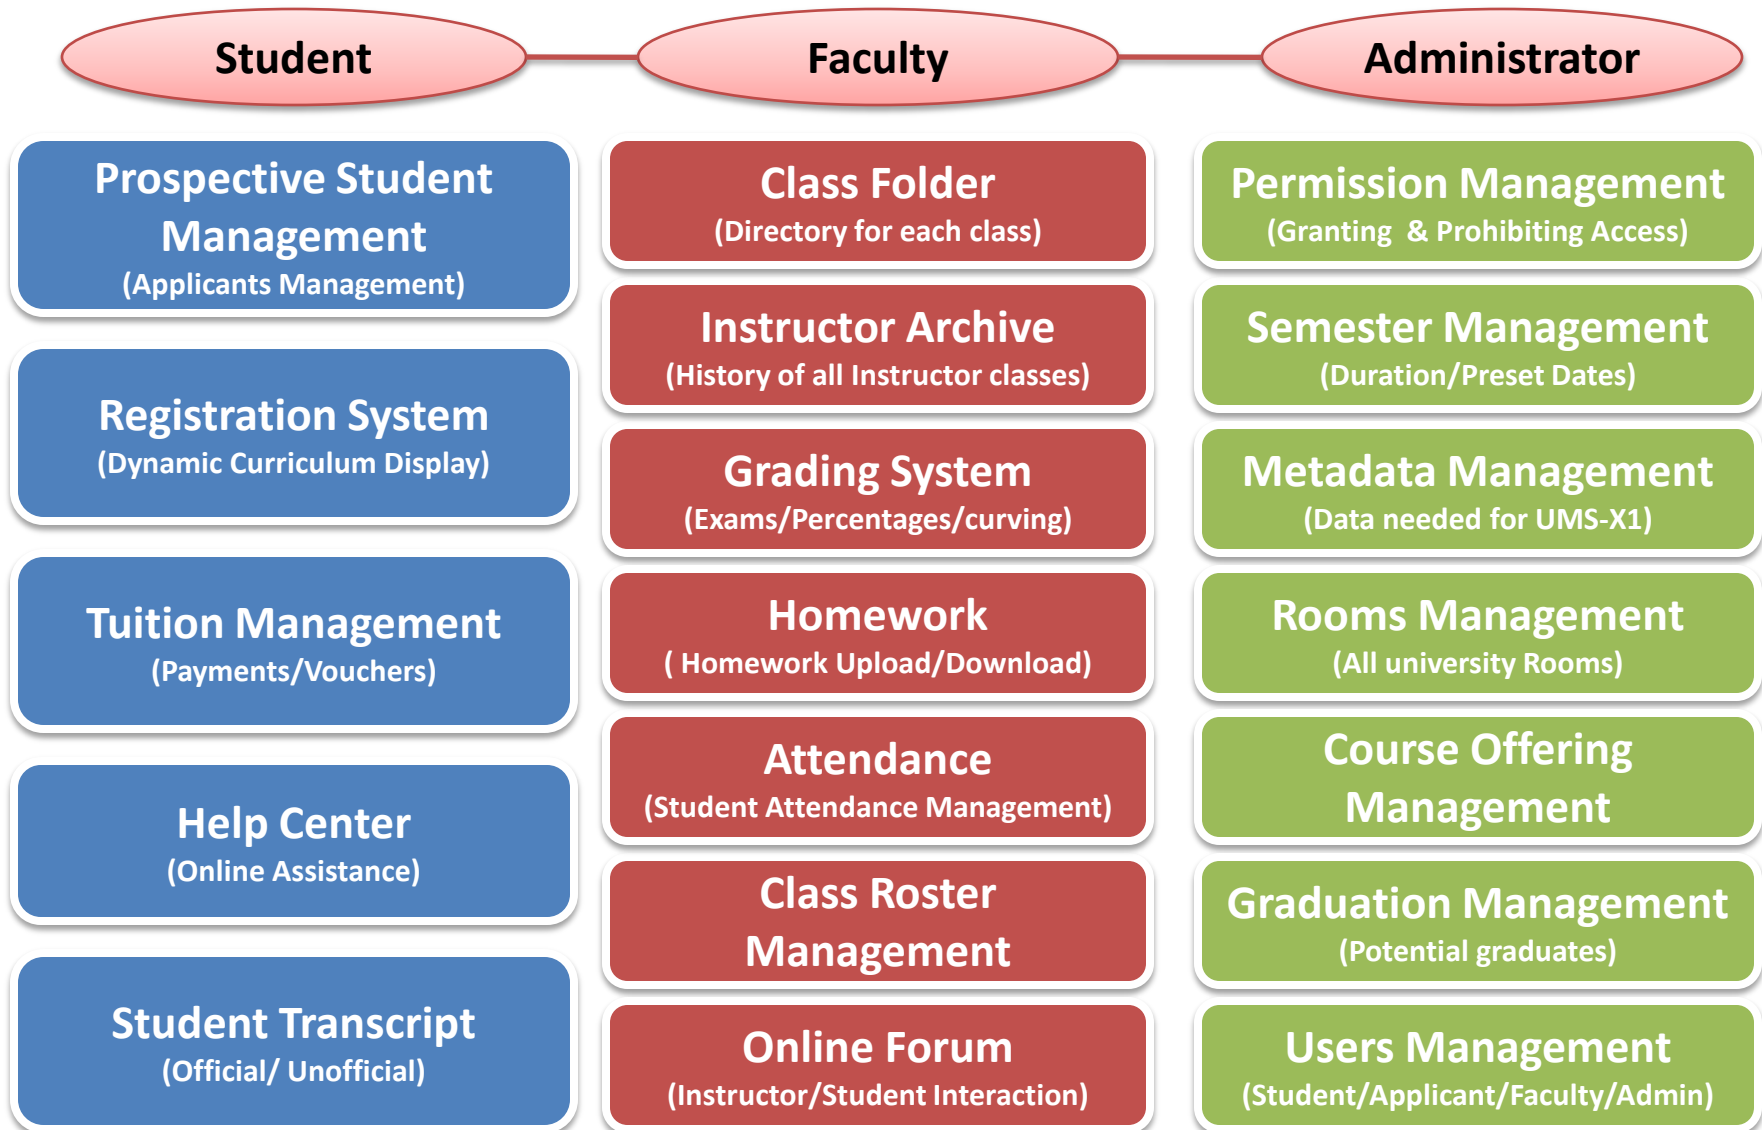 Student
Faculty
Administrator
Prospective Student
Management
(Applicants Management)
Registration System
(Dynamic Curriculum Display)
Tuition Management
(Payments/Vouchers)
Help Center
(Online Assistance)
Student Transcript
(Official/ Unofficial)
Class Folder
(Directory for each class)
Instructor Archive
(History of all Instructor classes)
Grading System
(Exams/Percentages/curving)
Homework
( Homework Upload/Download)
Attendance
(Student Attendance Management)
Class Roster
Management
Online Forum
(Instructor/Student Interaction)
Permission Management
(Granting  & Prohibiting Access)
Semester Management
(Duration/Preset Dates)
Metadata Management
(Data needed for UMS-X1)
Rooms Management
(All university Rooms)
Course Offering
Management
Graduation Management
(Potential graduates)
Users Management
(Student/Applicant/Faculty/Admin)